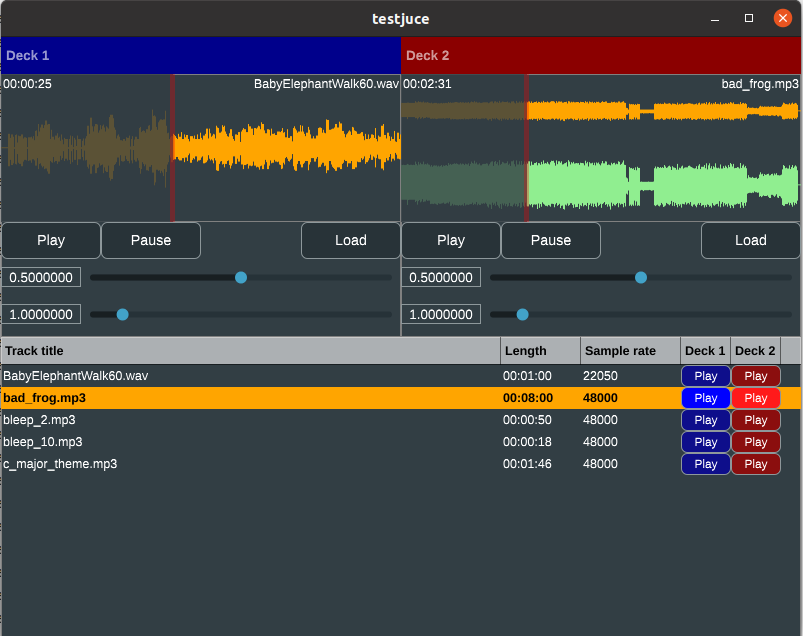 testjuce
Deck 1 Deck 2
00:00:25 BabyElephantWalk60.wav 00:02:31 bad_frog.mp3
Play Pause Load Play Pause Load
0.5000000 0.5000000
1.0000000 1.0000000
Track title Length Sample rate Deck 1 Deck 2
BabyElephantWalk60.wav 00:01:00 22050 Play Play
bad_frog.mp3 00:08:00 48000 Play Play
bleep_2.mp3 00:00:50 48000 Play Play
bleep_10.mp3 00:00:18 48000 Play Play
c_major_theme.mp3 00:01:46 48000 Play Play